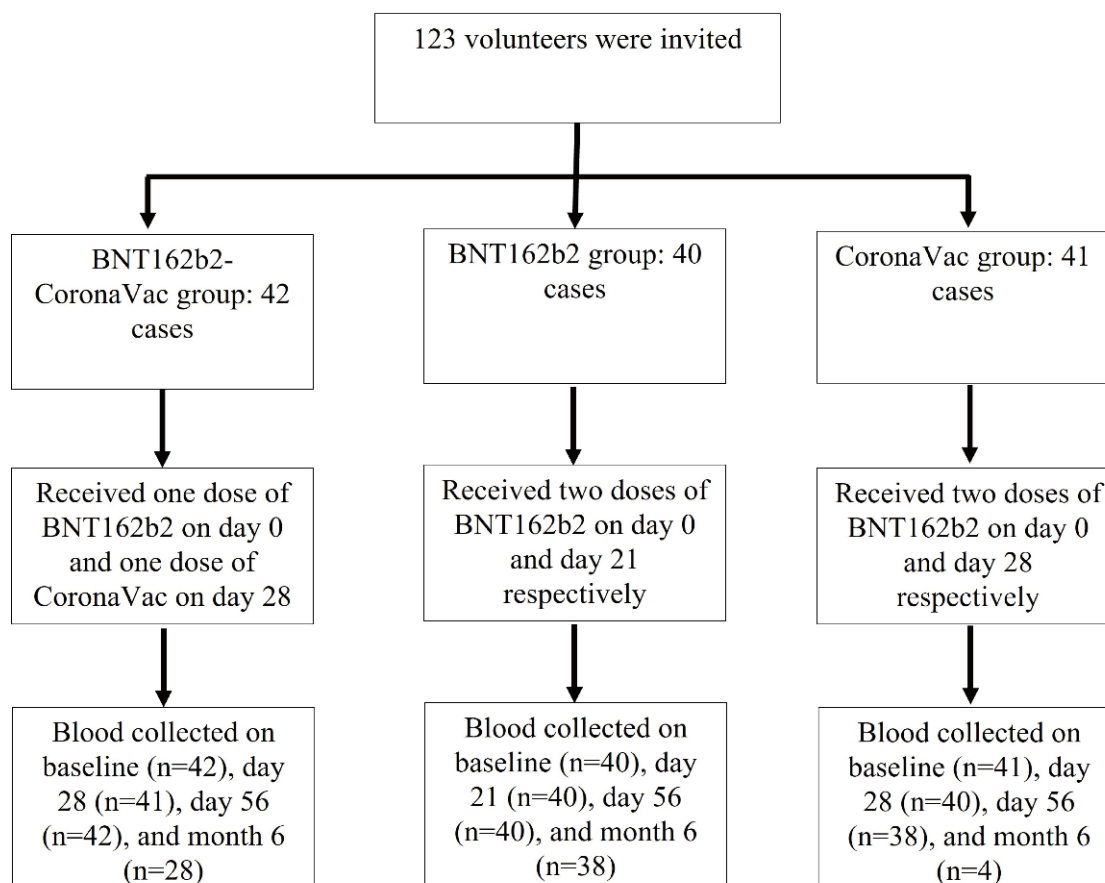 123 volunteers were invited
BNT162b2-
CoronaVac group: 42
cases
BNT162b2 group: 40
cases
CoronaVac group: 41
cases
Received one dose of
BNT162b2 on day 0
and one dose of
CoronaVac on day 28
Received two doses of
BNT162b2 on day 0
and day 21
respectively
Received two doses of
BNT162b2 on day 0
and day 28
respectively
Blood collected on
baseline (n=42), day
28 (n=41), day 56
(n=42), and month 6
(n=28)
Blood collected on
baseline (n=40), day
21 (n=40), day 56
(n=40), and month 6
(n=38)
Blood collected on
baseline (n=41), day
28 (n=40), day 56
(n=38), and month 6
(n=4)